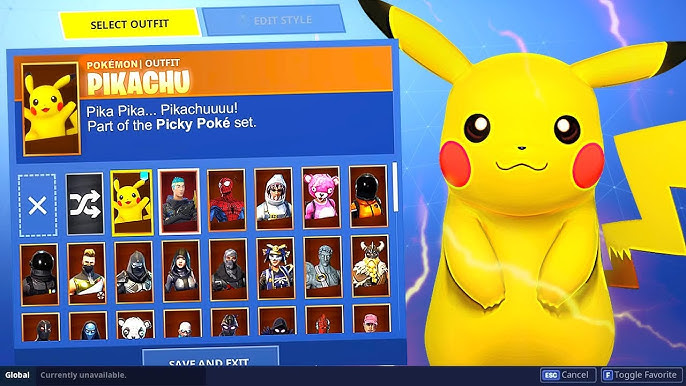 SELECT OUTFIT
EDIT STYLE
POKÉMON| OUTFIT
PIKACHU
Pika Pika... Pikachuuuu!
Part of the Picky Poké set.
SAVE AND EXIT
Global Currently unavailable.
ESC Cancel F Toggle Favorite